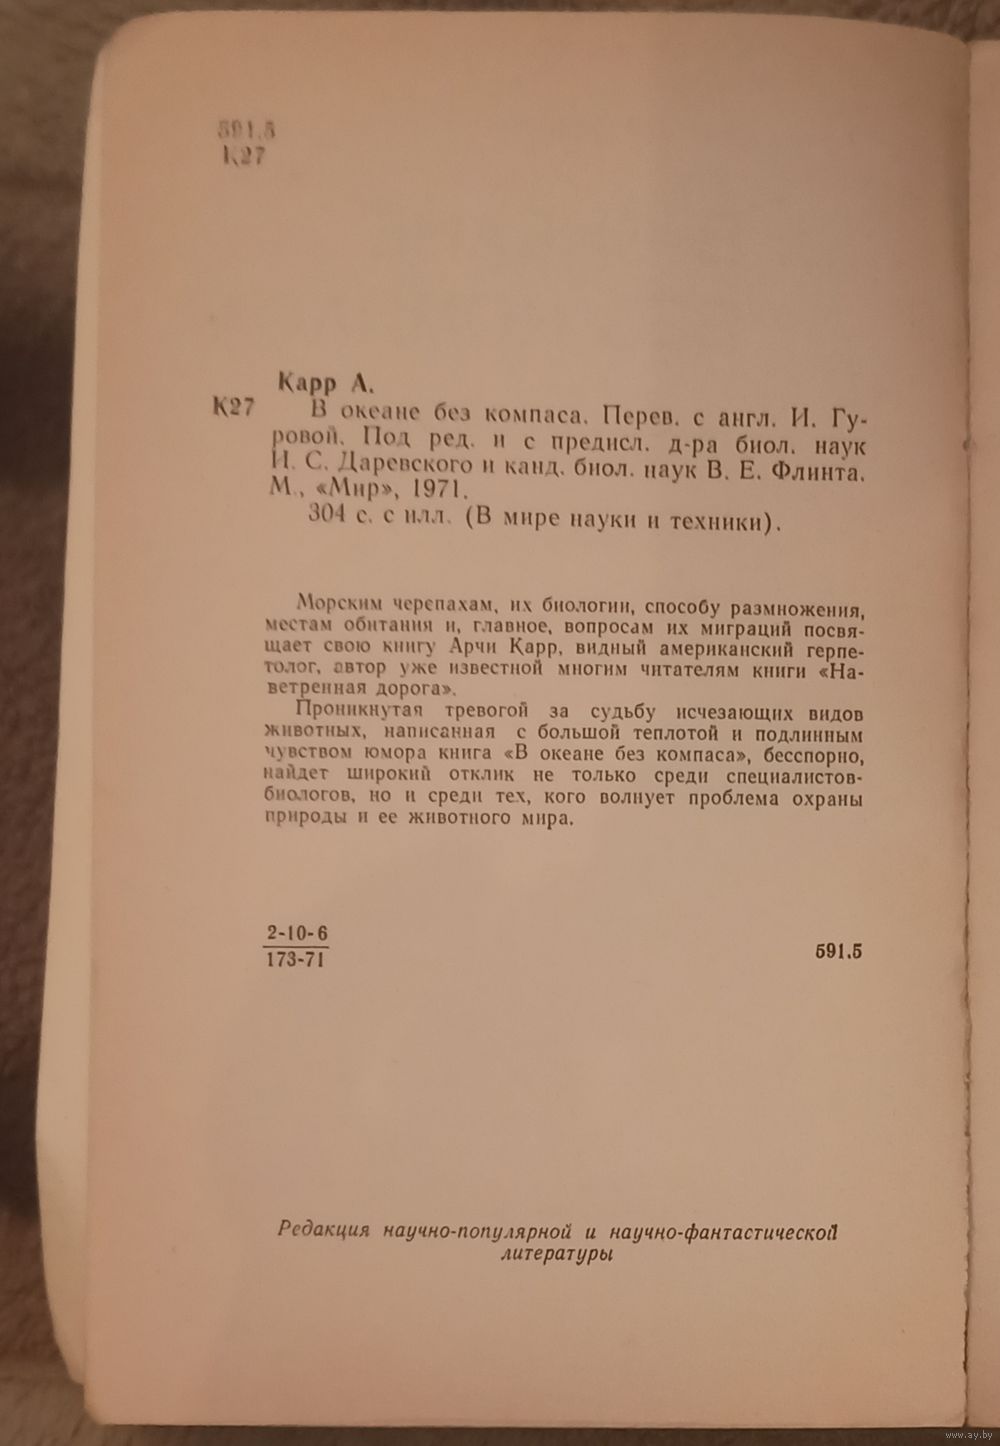 591.5
К27
Карр А.
К27
В океане без компаса. Перев. с англ. И. Гу-
ровой. Под ред. и с предисл. д-ра биол. наук
И. С. Даревского и канд. биол. наук В. Е. Флинта.
М., «Мир», 1971.
304 с. с илл. (В мире науки и техники).
Морским черепахам, их биологии, способу размножения,
местам обитания и, главное, вопросам их миграций посвя-
щает свою книгу Арчи Карр, видный американский герпе-
толог, автор уже известной многим читателям книги «На-
ветренная дорога».
Проникнутая тревогой за судьбу исчезающих видов
животных, написанная с большой теплотой и подлинным
чувством юмора книга «В океане без компаса», бесспорно,
найдет широкий отклик не только среди специалистов-
биологов, но и среди тех, кого волнует проблема охраны
природы и ее животного мира.
2-10-6
173-71
591.5
Редакция научно-популярной и научно-фантастической
литературы
www.ay.by